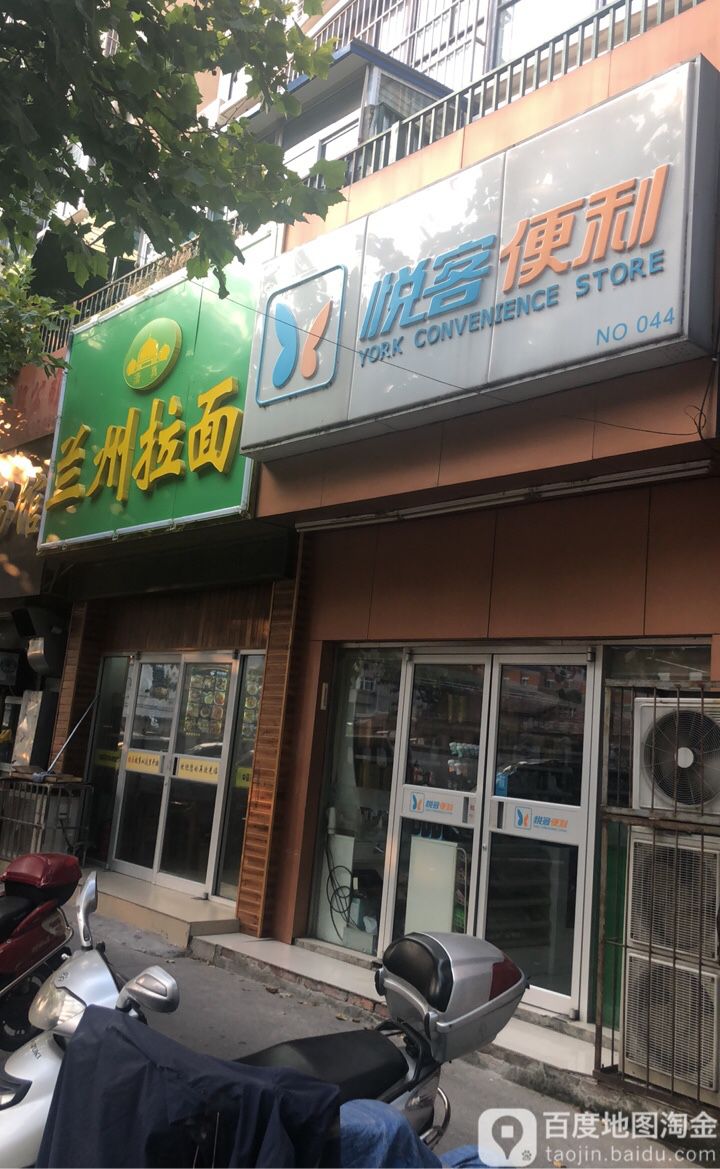 悦客便利
YORK CONVENIENCE STORE
NO 044
兰州拉面
悦客便利
悦客便利
百度地图淘金
taojin.baidu.com